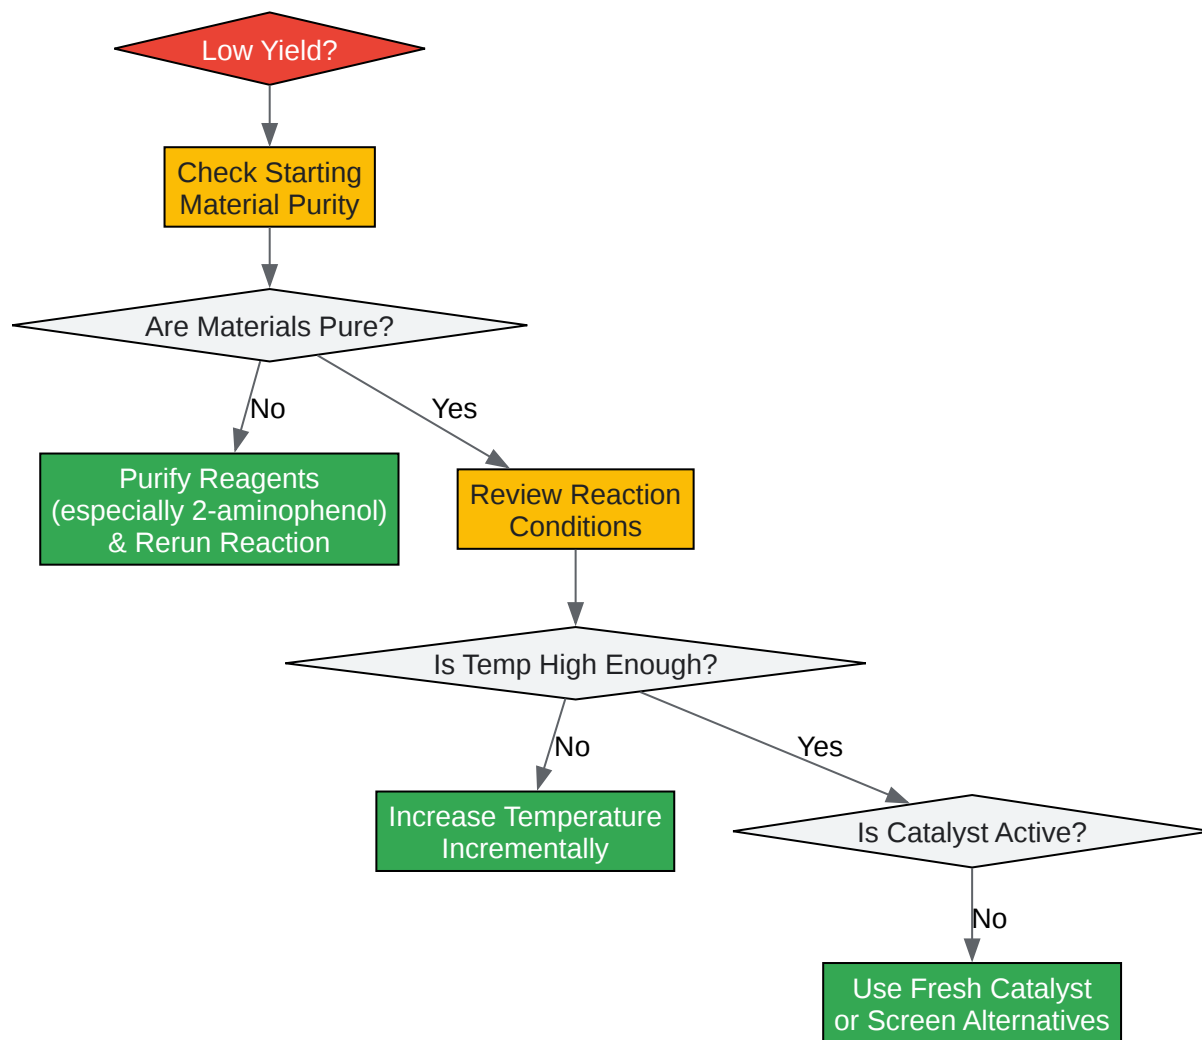 Low Yield?
Check Starting
Material Purity
Are Materials Pure?
No
Yes
Purify Reagents
(especially 2-aminophenol)
& Rerun Reaction
Review Reaction
Conditions
Is Temp High Enough?
No
Yes
Increase Temperature
Incrementally
Is Catalyst Active?
No
Use Fresh Catalyst
or Screen Alternatives